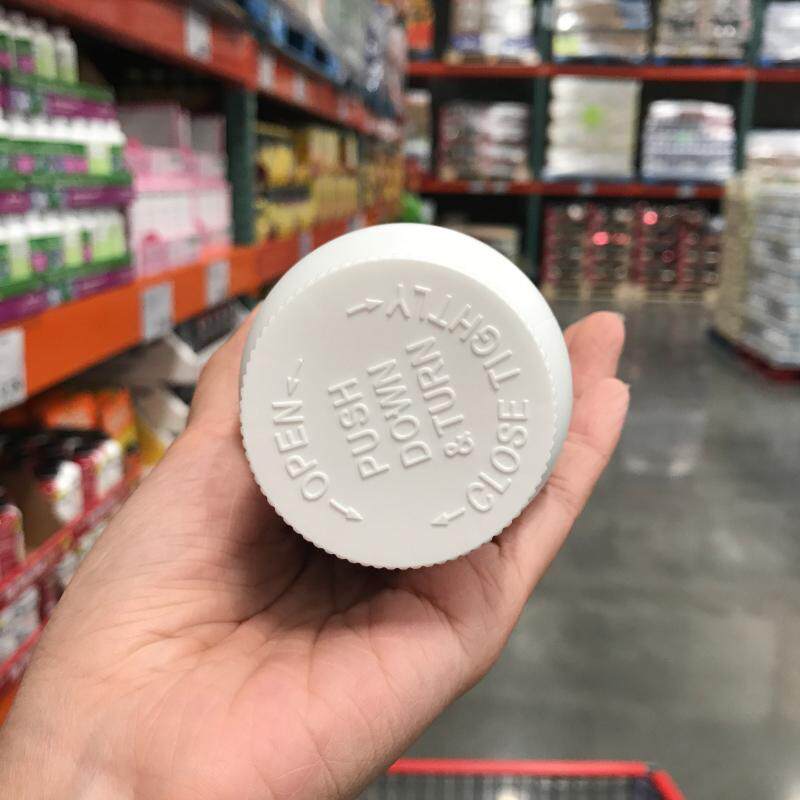 PUSH
DOWN
& TURN
CLOSE TIGHTLY
OPEN